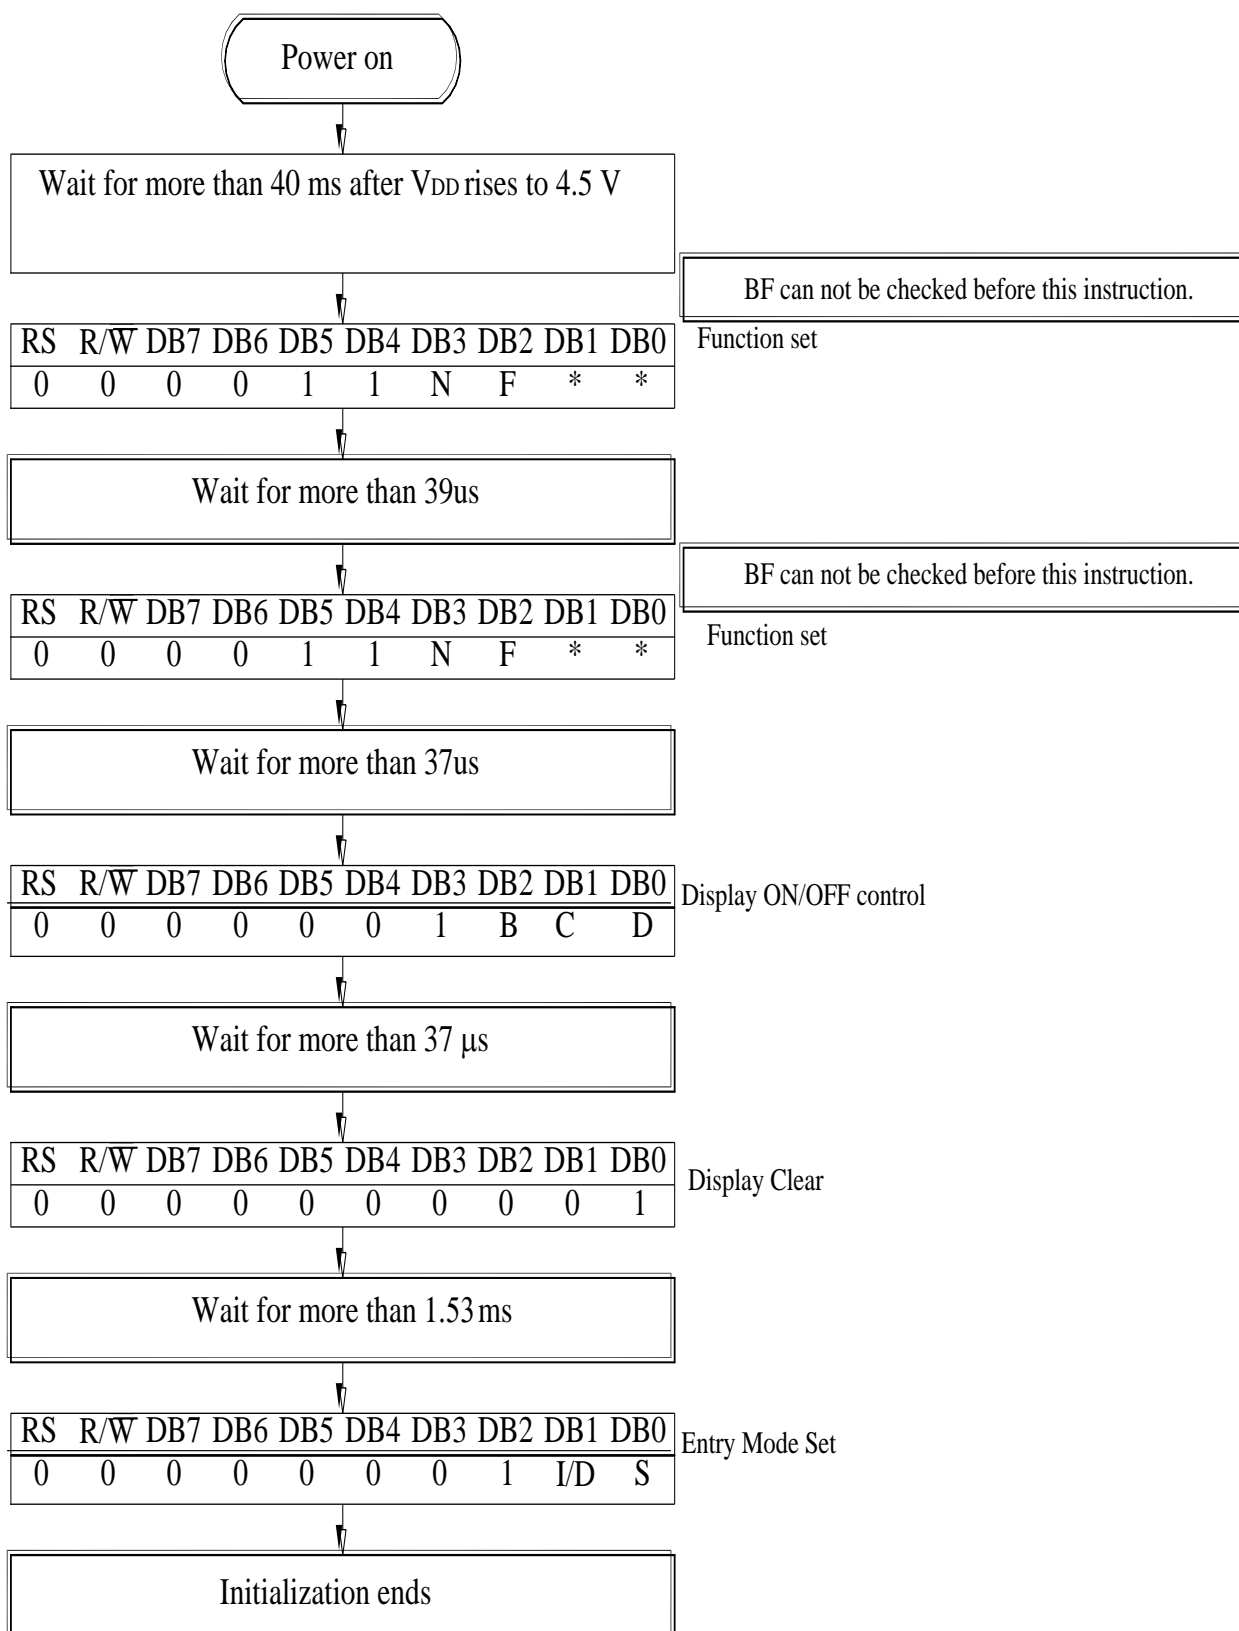 Power on
Wait for more than 40 ms after VDD rises to 4.5 V
BF can not be checked before this instruction.
RS R/W̅ DB7 DB6 DB5 DB4 DB3 DB2 DB1 DB0
Function set
0 0 0 0 1 1 N F * *
Wait for more than 39us
BF can not be checked before this instruction.
RS R/W̅ DB7 DB6 DB5 DB4 DB3 DB2 DB1 DB0
Function set
0 0 0 0 1 1 N F * *
Wait for more than 37us
RS R/W̅ DB7 DB6 DB5 DB4 DB3 DB2 DB1 DB0
Display ON/OFF control
0 0 0 0 0 0 1 B C D
Wait for more than 37 μs
RS R/W̅ DB7 DB6 DB5 DB4 DB3 DB2 DB1 DB0
Display Clear
0 0 0 0 0 0 0 0 0 1
Wait for more than 1.53 ms
RS R/W̅ DB7 DB6 DB5 DB4 DB3 DB2 DB1 DB0
Entry Mode Set
0 0 0 0 0 0 0 1 I/D S
Initialization ends